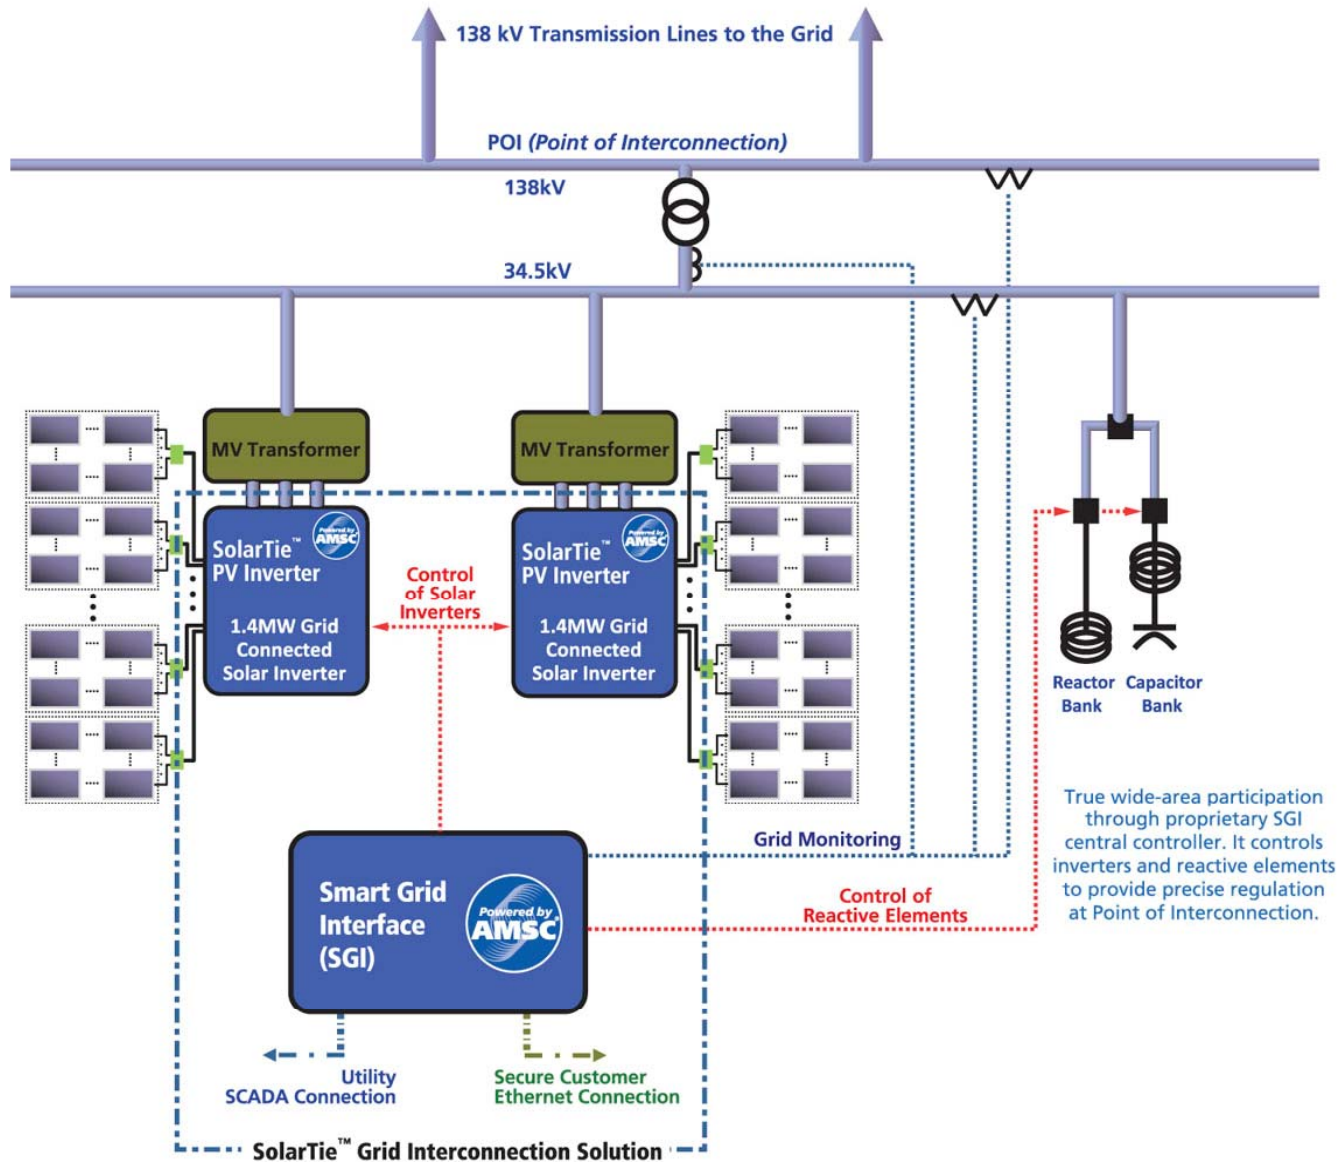 138 kV Transmission Lines to the Grid
POI (Point of Interconnection)
138kV
34.5kV
MV Transformer
MV Transformer
SolarTie™
PV Inverter
Powered by
AMSC
1.4MW Grid
Connected
Solar Inverter
Control
of Solar
Inverters
SolarTie™
PV Inverter
Powered by
AMSC
1.4MW Grid
Connected
Solar Inverter
Reactor
Bank
Capacitor
Bank
True wide-area participation
through proprietary SGI
central controller. It controls
inverters and reactive elements
to provide precise regulation
at Point of Interconnection.
Smart Grid
Interface
(SGI)
Powered by
AMSC®
Grid Monitoring
Control of
Reactive Elements
Utility
SCADA Connection
Secure Customer
Ethernet Connection
SolarTie™ Grid Interconnection Solution